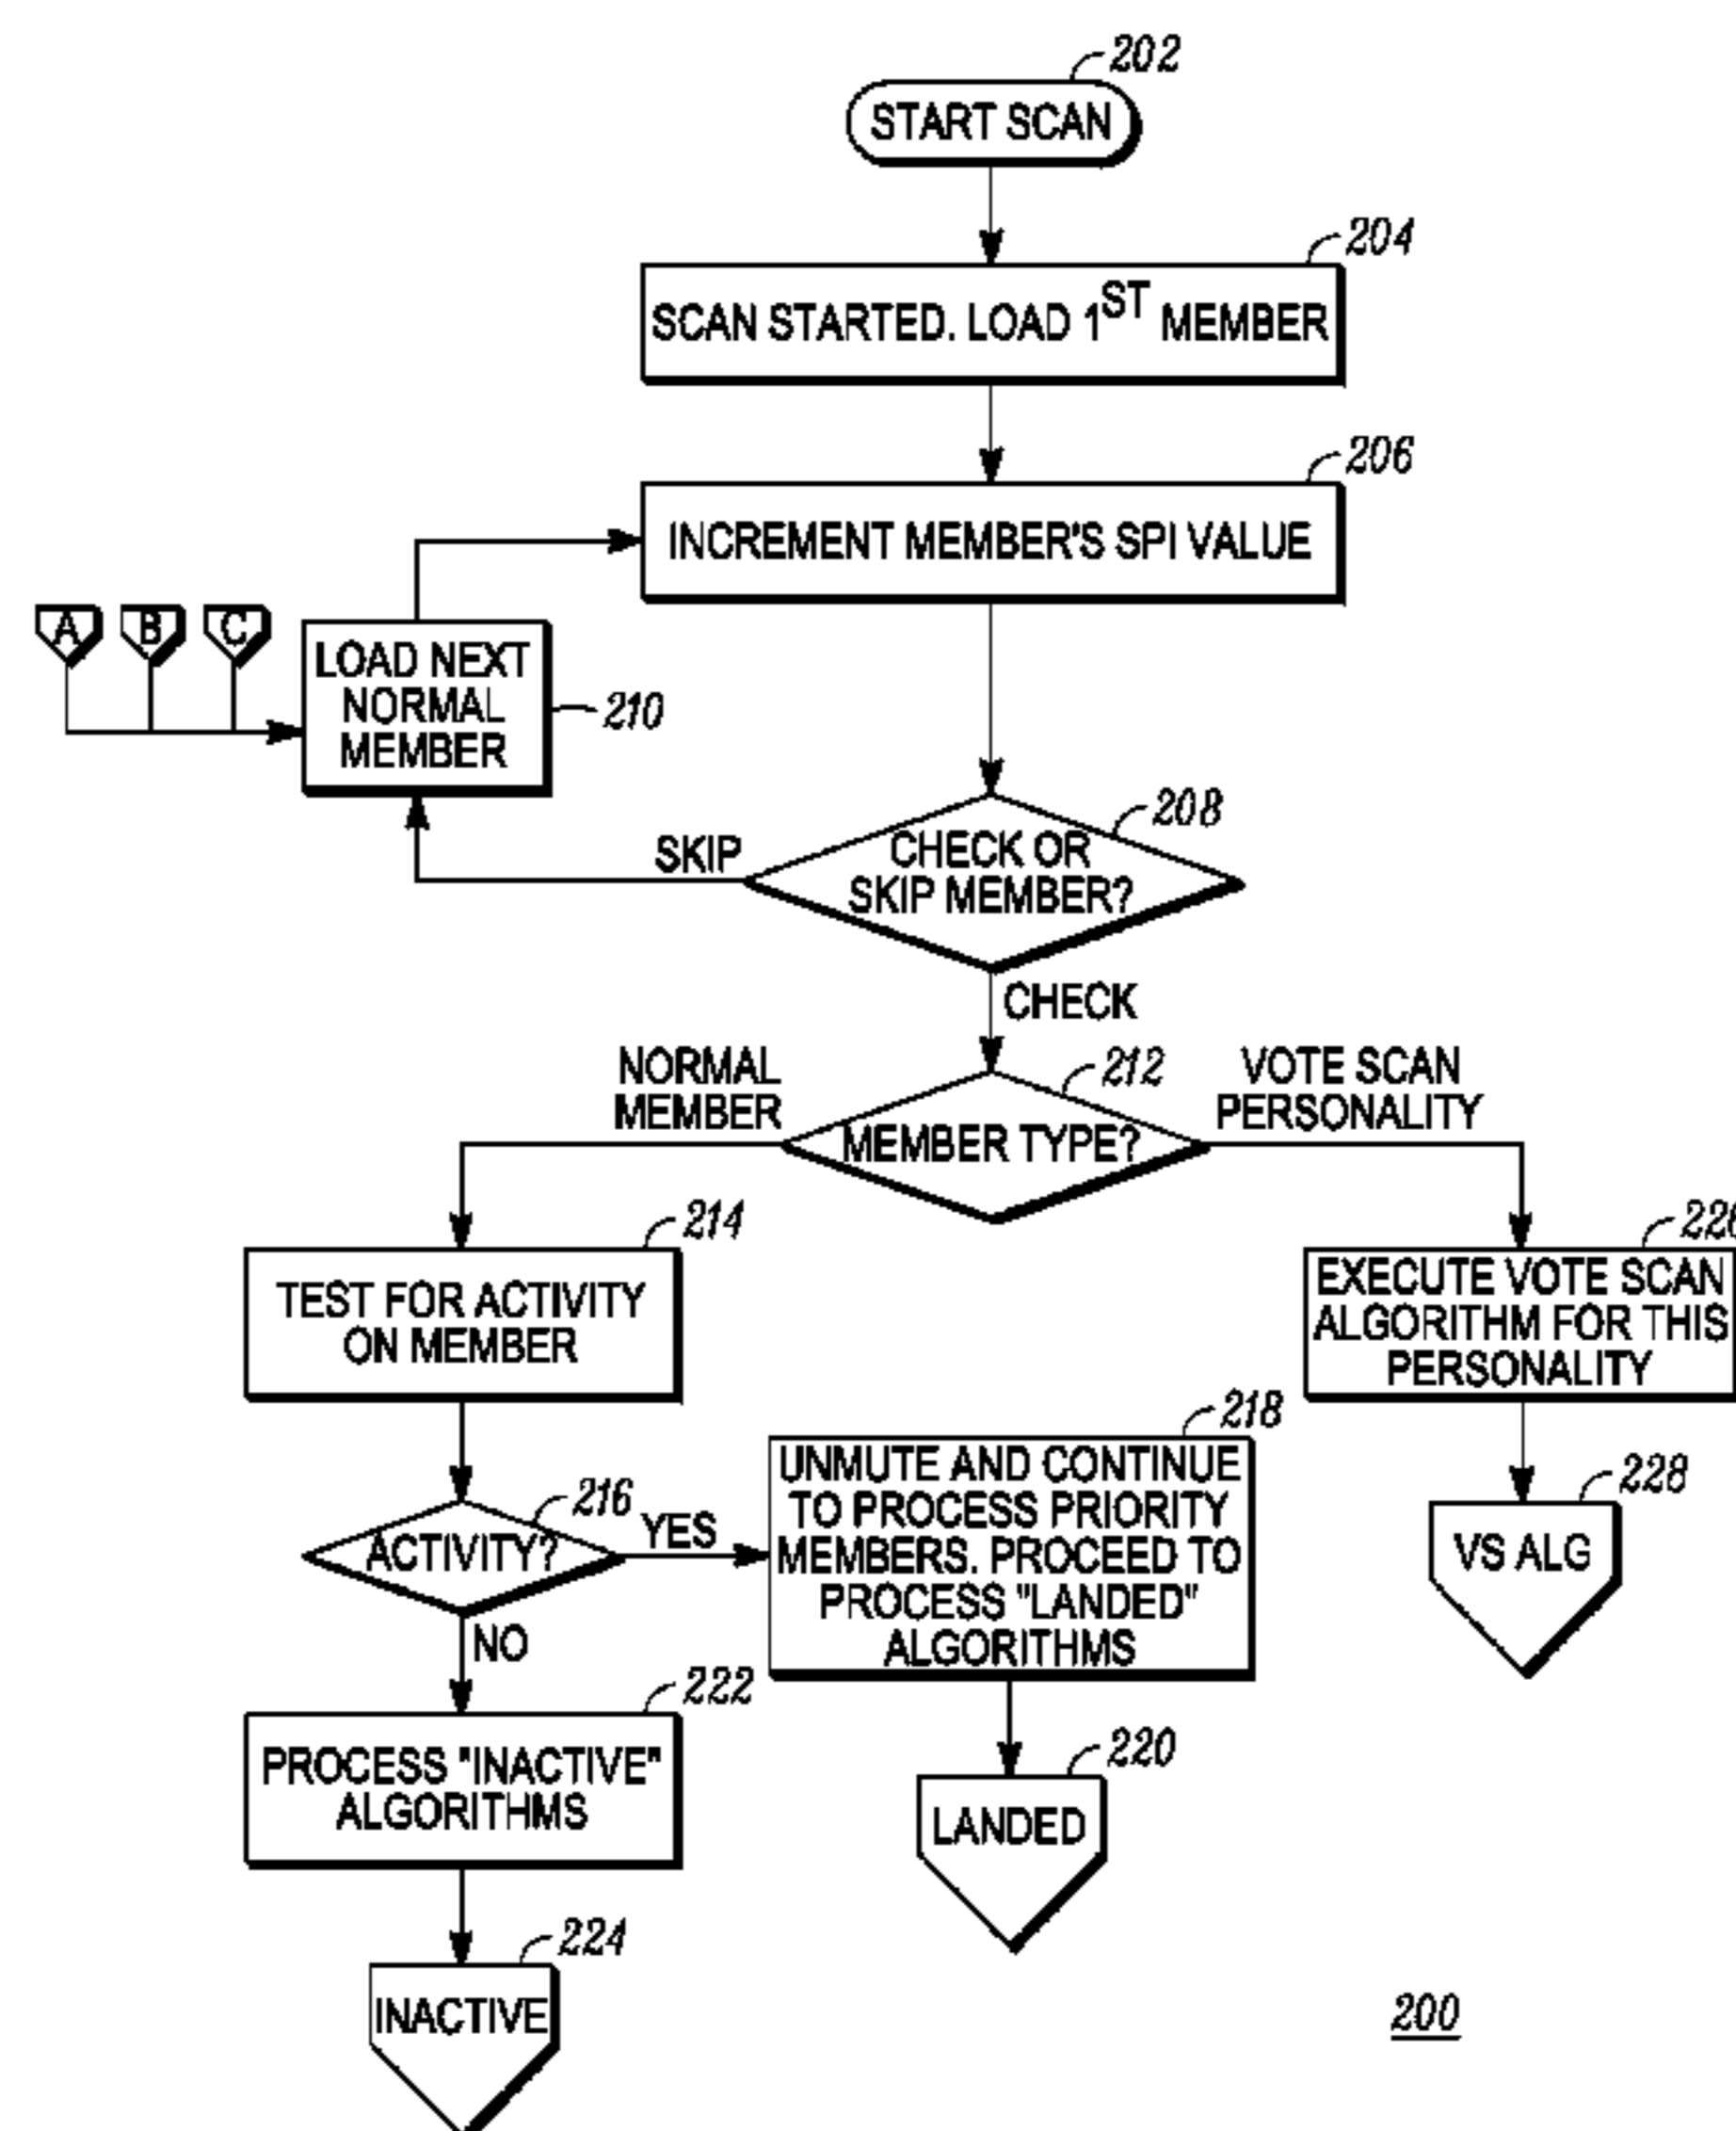 202
START SCAN
204
SCAN STARTED. LOAD 1ST MEMBER
206
INCREMENT MEMBER'S SPI VALUE
A B C
LOAD NEXT
NORMAL
MEMBER
210
208
CHECK OR
SKIP MEMBER?
SKIP
CHECK
212
MEMBER TYPE?
NORMAL
MEMBER
VOTE SCAN
PERSONALITY
214
TEST FOR ACTIVITY
ON MEMBER
EXECUTE VOTE SCAN
ALGORITHM FOR THIS
PERSONALITY
228
VS ALG
216
ACTIVITY?
YES
NO
218
UNMUTE AND CONTINUE
TO PROCESS PRIORITY
MEMBERS. PROCEED TO
PROCESS "LANDED"
ALGORITHMS
220
LANDED
222
PROCESS "INACTIVE"
ALGORITHMS
224
INACTIVE
200